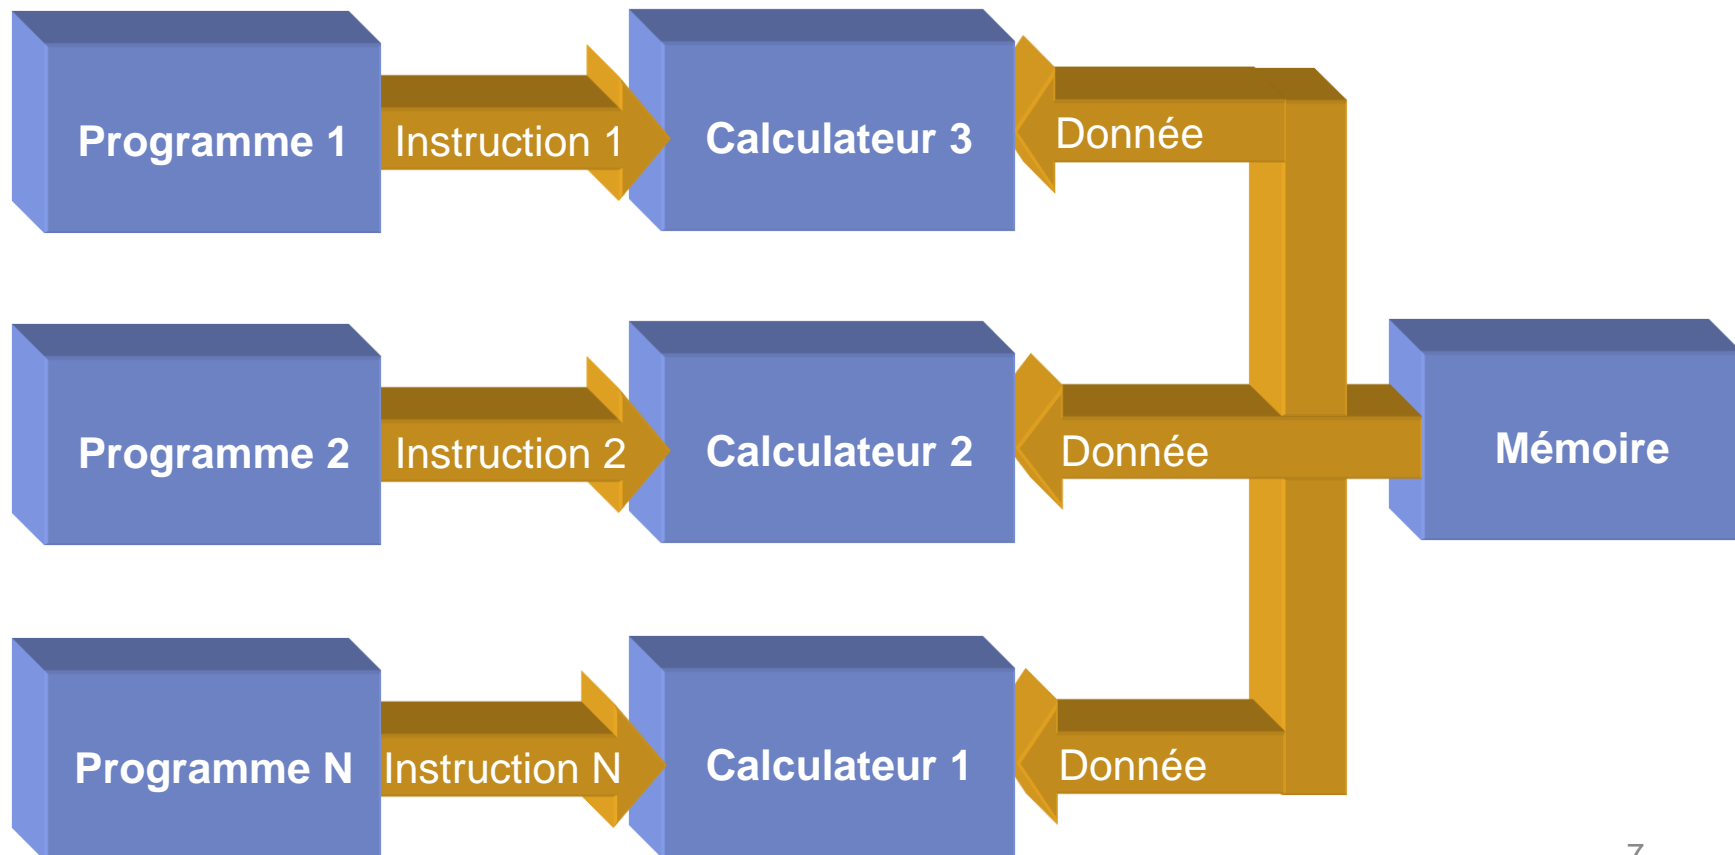 Programme 1
Instruction 1
Calculateur 3
Donnée
Programme 2
Instruction 2
Calculateur 2
Donnée
Mémoire
Programme N
Instruction N
Calculateur 1
Donnée
7